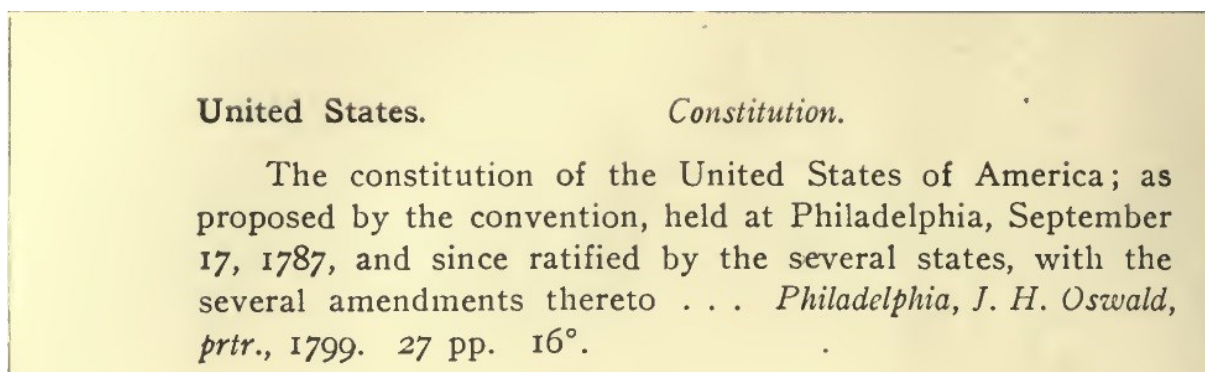 United States. Constitution.
The constitution of the United States of America; as
proposed by the convention, held at Philadelphia, September
17, 1787, and since ratified by the several states, with the
several amendments thereto . . . Philadelphia, J. H. Oswald,
prtr., 1799. 27 pp. 16°.